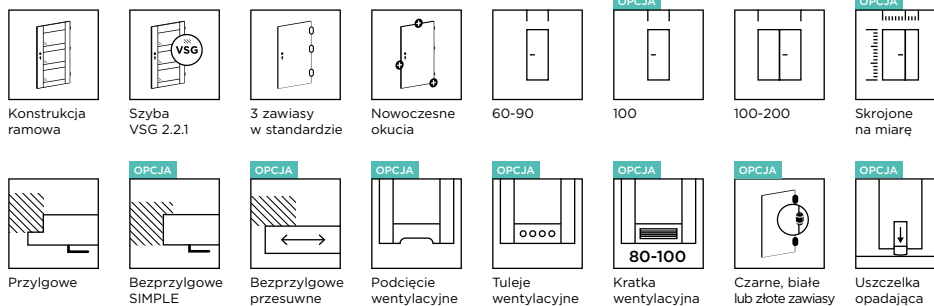 OPCJA
OPCJA
VSG
Konstrukcja
ramowa
Szyba
VSG 2.2.1
3 zawiasy
w standardzie
Nowoczesne
okucia
60-90
100
100-200
Skrojone
na miarę
OPCJA
OPCJA
OPCJA
OPCJA
OPCJA
OPCJA
OPCJA
80-100
Przylgowe
Bezprzylgowe
SIMPLE
Bezprzylgowe
przesuwne
Podcięcie
wentylacyjne
Tuleje
wentylacyjne
Kratka
wentylacyjna
Czarne, białe
lub złote zawiasy
Uszczelka
opadająca